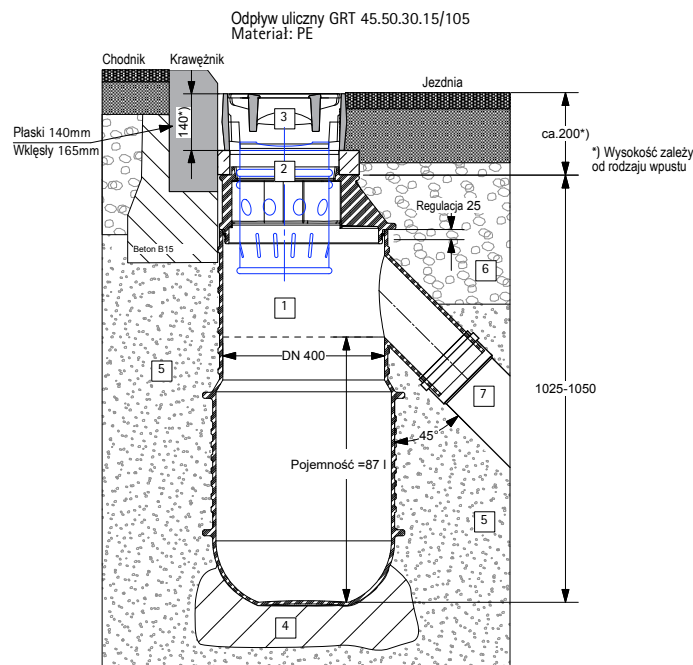 Odpływ uliczny GRT 45.50.30.15/105
Materiał: PE
Chodnik
Krawężnik
Jezdnia
3
140*)
ca.200*)
Płaski 140mm
Wklęsły 165mm
*) Wysokość zależy
od rodzaju wpustu
2
Regulacja 25
Beton B15
6
1
DN 400
5
7
1025-1050
45°
Pojemność =87 l
5
4